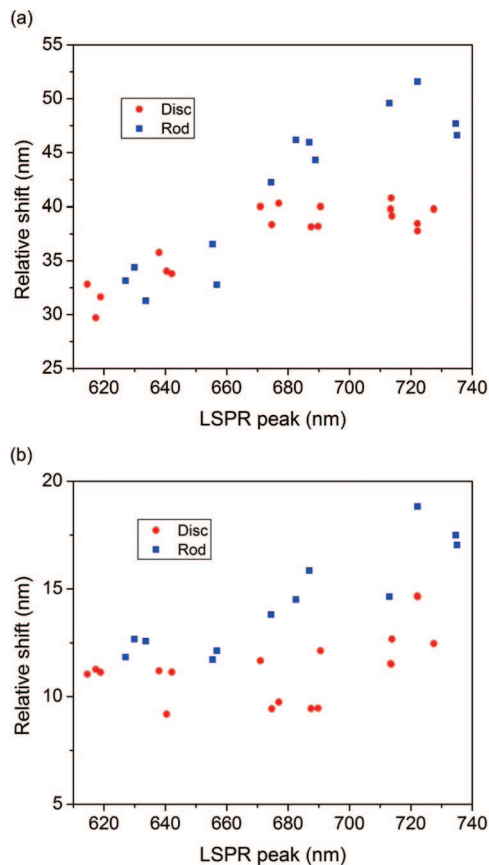 (a)
55
50
45
40
35
30
25
Relative shift (nm)
Disc
Rod
620 640 660 680 700 720 740
LSPR peak (nm)
(b)
20
15
10
5
Relative shift (nm)
Disc
Rod
620 640 660 680 700 720 740
LSPR peak (nm)